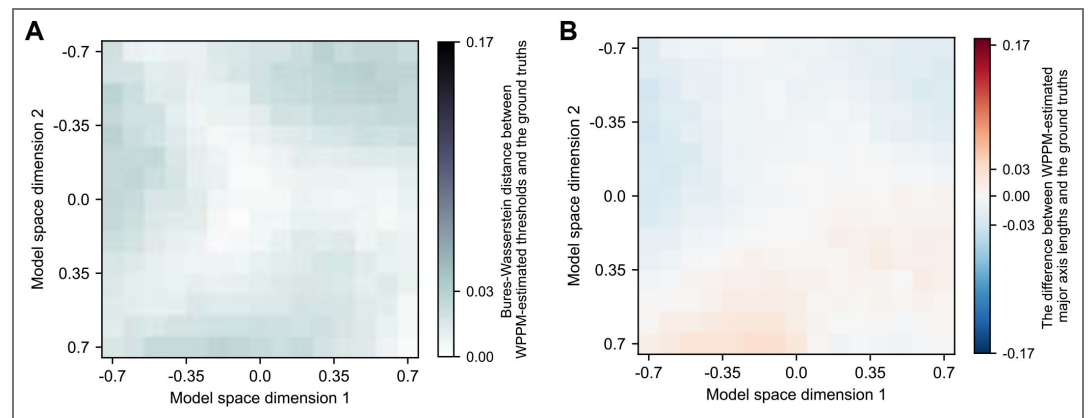 A
-0.7
-0.35
0.0
0.35
0.7
Model space dimension 2
-0.7
-0.35
0.0
0.35
0.7
Model space dimension 1
0.17
0.03
0.00
Bures-Wasserstein distance between
WPPM-estimated thresholds and the ground truths
B
-0.7
-0.35
0.0
0.35
0.7
Model space dimension 2
-0.7
-0.35
0.0
0.35
0.7
Model space dimension 1
0.17
0.03
0.00
-0.03
-0.17
The difference between WPPM-estimated
major axis lengths and the ground truths